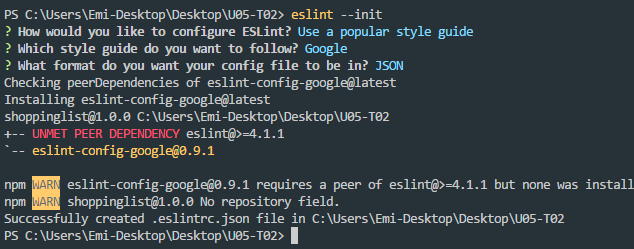 PS C:\Users\Emi-Desktop\Desktop\U05-T02> eslint --init
? How would you like to configure ESLint? Use a popular style guide
? Which style guide do you want to follow? Google
? What format do you want your config file to be in? JSON
Checking peerDependencies of eslint-config-google@latest
Installing eslint-config-google@latest
shoppinglist@1.0.0 C:\Users\Emi-Desktop\Desktop\U05-T02
+-- UNMET PEER DEPENDENCY eslint@>=4.1.1
`-- eslint-config-google@0.9.1
npm WARN eslint-config-google@0.9.1 requires a peer of eslint@>=4.1.1 but none was install
npm WARN shoppinglist@1.0.0 No repository field.
Successfully created .eslintrc.json file in C:\Users\Emi-Desktop\Desktop\U05-T02
PS C:\Users\Emi-Desktop\Desktop\U05-T02>